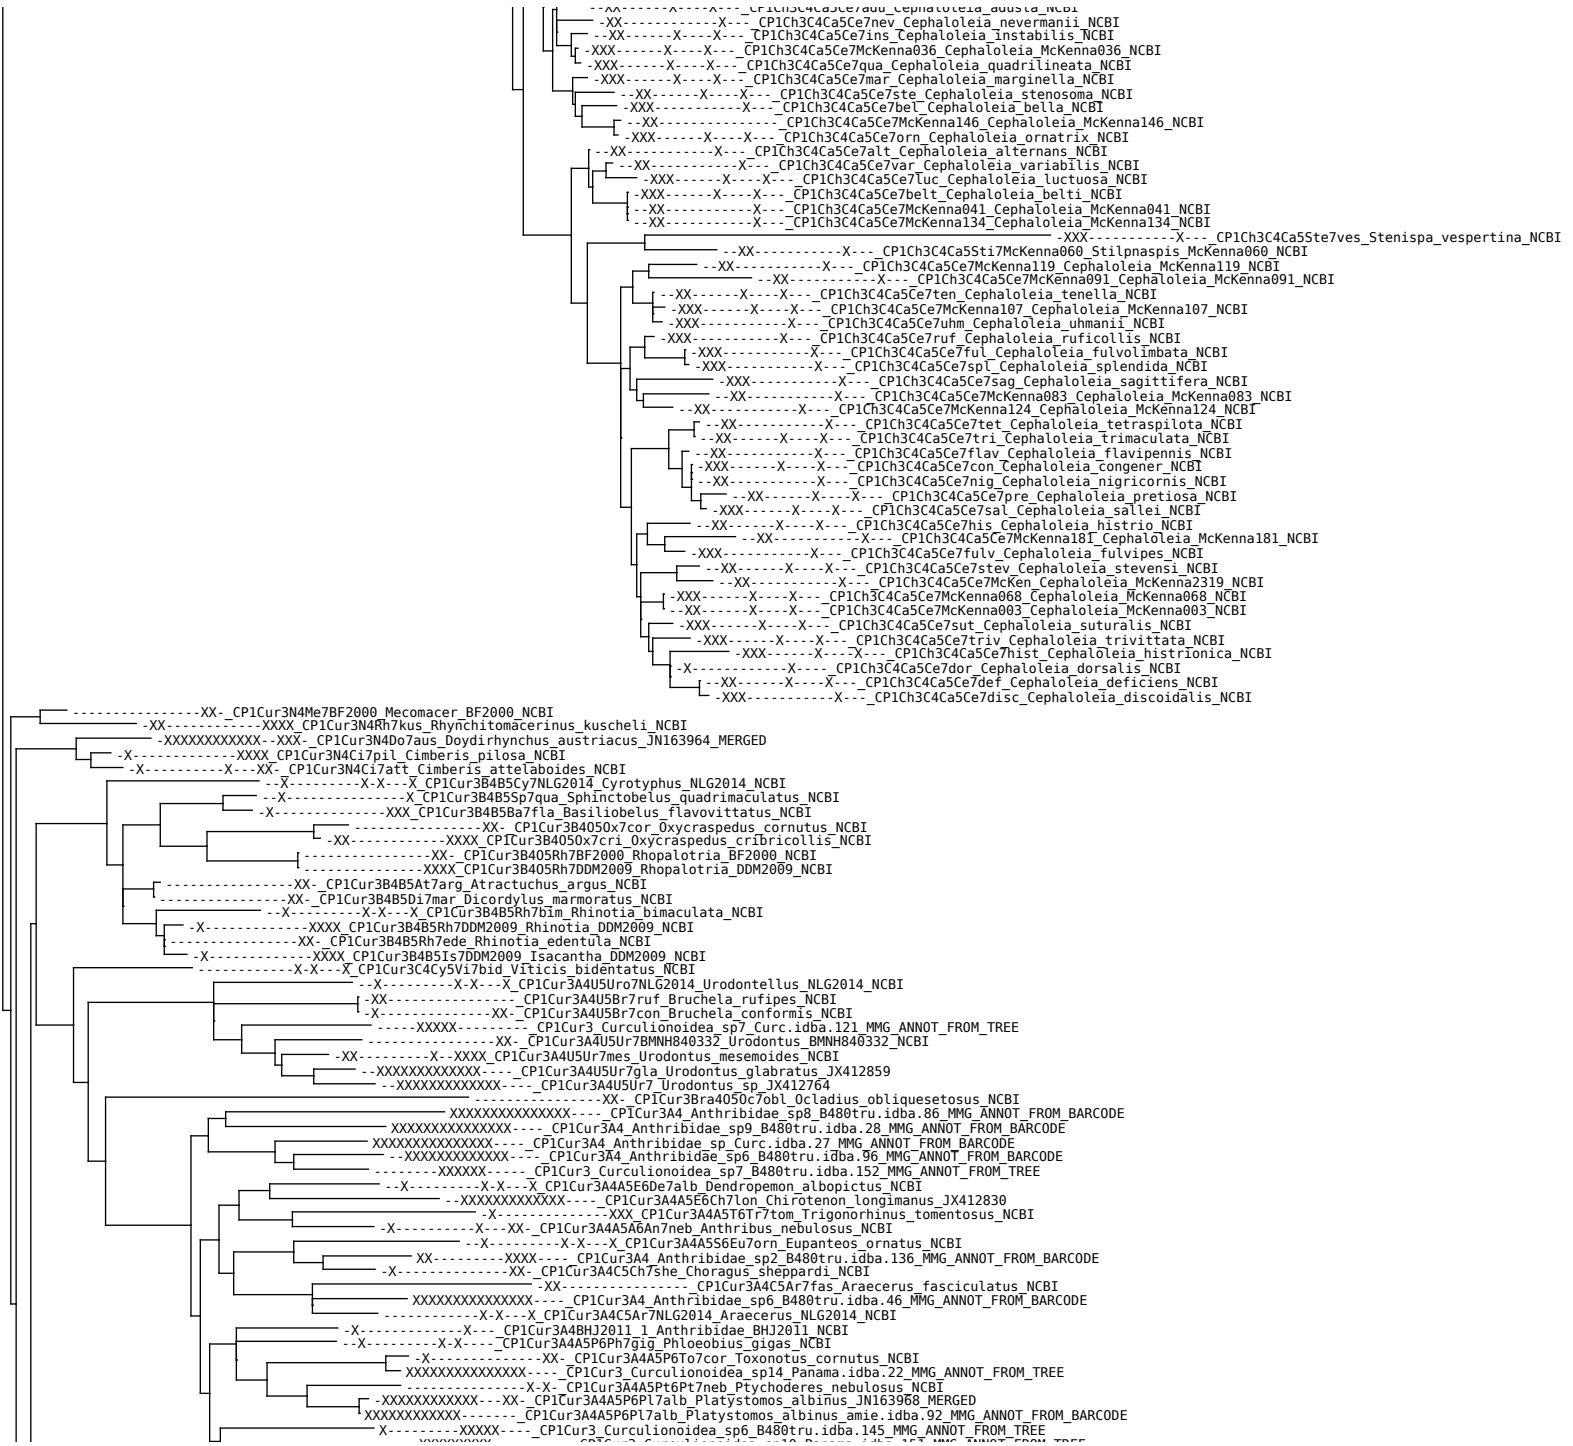 --XX------X----X---_CP1Ch3C4Ca5Ce7adu_Cephaloleia_adusta_NCBI
-XX------------X---_CP1Ch3C4Ca5Ce7nev_Cephaloleia_nevermanii_NCBI
--XX------X----X---_CP1Ch3C4Ca5Ce7ins_Cephaloleia_instabilis_NCBI
-XXX------X----X---_CP1Ch3C4Ca5Ce7McKenna036_Cephaloleia_McKenna036_NCBI
-XXX------X----X---_CP1Ch3C4Ca5Ce7qua_Cephaloleia_quadrilineata_NCBI
-XXX------X----X---_CP1Ch3C4Ca5Ce7mar_Cephaloleia_marginella_NCBI
--XX------X----X---_CP1Ch3C4Ca5Ce7ste_Cephaloleia_stenosoma_NCBI
-XXX-----------X---_CP1Ch3C4Ca5Ce7bel_Cephaloleia_bella_NCBI
--XX---------------_CP1Ch3C4Ca5Ce7McKenna146_Cephaloleia_McKenna146_NCBI
-XXX------X----X---_CP1Ch3C4Ca5Ce7orn_Cephaloleia_ornatrix_NCBI
--XX-----------X---_CP1Ch3C4Ca5Ce7alt_Cephaloleia_alternans_NCBI
--XX-----------X---_CP1Ch3C4Ca5Ce7var_Cephaloleia_variabilis_NCBI
-XXX------X----X---_CP1Ch3C4Ca5Ce7luc_Cephaloleia_luctuosa_NCBI
-XXX------X----X---_CP1Ch3C4Ca5Ce7belt_Cephaloleia_belti_NCBI
--XX-----------X---_CP1Ch3C4Ca5Ce7McKenna041_Cephaloleia_McKenna041_NCBI
--XX-----------X---_CP1Ch3C4Ca5Ce7McKenna134_Cephaloleia_McKenna134_NCBI
-XXX-----------X---_CP1Ch3C4Ca5Ste7ves_Stenispa_vespertina_NCBI
--XX-----------X---_CP1Ch3C4Ca5Sti7McKenna060_Stilpnaspis_McKenna060_NCBI
--XX-----------X---_CP1Ch3C4Ca5Ce7McKenna119_Cephaloleia_McKenna119_NCBI
--XX-----------X---_CP1Ch3C4Ca5Ce7McKenna091_Cephaloleia_McKenna091_NCBI
--XX------X----X---_CP1Ch3C4Ca5Ce7ten_Cephaloleia_tenella_NCBI
-XXX------X----X---_CP1Ch3C4Ca5Ce7McKenna107_Cephaloleia_McKenna107_NCBI
-XXX-----------X---_CP1Ch3C4Ca5Ce7uhm_Cephaloleia_uhmanii_NCBI
-XXX-----------X---_CP1Ch3C4Ca5Ce7ruf_Cephaloleia_ruficollis_NCBI
-XXX-----------X---_CP1Ch3C4Ca5Ce7ful_Cephaloleia_fulvolimbata_NCBI
-XXX-----------X---_CP1Ch3C4Ca5Ce7spl_Cephaloleia_splendida_NCBI
-XXX-----------X---_CP1Ch3C4Ca5Ce7sag_Cephaloleia_sagittifera_NCBI
--XX-----------X---_CP1Ch3C4Ca5Ce7McKenna083_Cephaloleia_McKenna083_NCBI
--XX-----------X---_CP1Ch3C4Ca5Ce7McKenna124_Cephaloleia_McKenna124_NCBI
--XX-----------X---_CP1Ch3C4Ca5Ce7tet_Cephaloleia_tetraspilota_NCBI
--XX------X----X---_CP1Ch3C4Ca5Ce7tri_Cephaloleia_trimaculata_NCBI
--XX-----------X---_CP1Ch3C4Ca5Ce7flav_Cephaloleia_flavipennis_NCBI
-XXX------X----X---_CP1Ch3C4Ca5Ce7con_Cephaloleia_congener_NCBI
--XX-----------X---_CP1Ch3C4Ca5Ce7nig_Cephaloleia_nigricornis_NCBI
--XX------X----X---_CP1Ch3C4Ca5Ce7pre_Cephaloleia_pretiosa_NCBI
-XXX------X----X---_CP1Ch3C4Ca5Ce7sal_Cephaloleia_sallei_NCBI
--XX------X----X---_CP1Ch3C4Ca5Ce7his_Cephaloleia_histrio_NCBI
--XX-----------X---_CP1Ch3C4Ca5Ce7McKenna181_Cephaloleia_McKenna181_NCBI
-XXX-----------X---_CP1Ch3C4Ca5Ce7fulv_Cephaloleia_fulvipes_NCBI
--XX------X----X---_CP1Ch3C4Ca5Ce7stev_Cephaloleia_stevensi_NCBI
--XX-----------X---_CP1Ch3C4Ca5Ce7McKen_Cephaloleia_McKenna2319_NCBI
-XXX------X----X---_CP1Ch3C4Ca5Ce7McKenna068_Cephaloleia_McKenna068_NCBI
--XX------X----X---_CP1Ch3C4Ca5Ce7McKenna003_Cephaloleia_McKenna003_NCBI
-XXX------X----X---_CP1Ch3C4Ca5Ce7sut_Cephaloleia_suturalis_NCBI
-XXX------X----X---_CP1Ch3C4Ca5Ce7triv_Cephaloleia_trivittata_NCBI
-XXX------X----X---_CP1Ch3C4Ca5Ce7hist_Cephaloleia_histrionica_NCBI
-X------------X----_CP1Ch3C4Ca5Ce7dor_Cephaloleia_dorsalis_NCBI
--XX------X----X---_CP1Ch3C4Ca5Ce7def_Cephaloleia_deficiens_NCBI
-XXX-----------X---_CP1Ch3C4Ca5Ce7disc_Cephaloleia_discoidalis_NCBI
----------------XX-_CP1Cur3N4Me7BF2000_Mecomacer_BF2000_NCBI
-XX------------XXXX_CP1Cur3N4Rh7kus_Rhynchitomacerinus_kuscheli_NCBI
-XXXXXXXXXXXX--XXX-_CP1Cur3N4Do7aus_Doydirhynchus_austriacus_JN163964_MERGED
-X-------------XXXX_CP1Cur3N4Ci7pil_Cimberis_pilosa_NCBI
-X----------X---XX-_CP1Cur3N4Ci7att_Cimberis_attelaboides_NCBI
--X---------X-X---X_CP1Cur3B4B5Cy7NLG2014_Cyrotyphus_NLG2014_NCBI
--X---------------X_CP1Cur3B4B5Sp7qua_Sphinctobelus_quadrimaculatus_NCBI
-X--------------XXX_CP1Cur3B4B5Ba7fla_Basiliobelus_flavovittatus_NCBI
----------------XX-_CP1Cur3B4O5Ox7cor_Oxycraspedus_cornutus_NCBI
-XX------------XXXX_CP1Cur3B4O5Ox7cri_Oxycraspedus_cribricollis_NCBI
----------------XX-_CP1Cur3B4O5Rh7BF2000_Rhopalotria_BF2000_NCBI
---------------XXXX_CP1Cur3B4O5Rh7DDM2009_Rhopalotria_DDM2009_NCBI
----------------XX-_CP1Cur3B4B5At7arg_Atractuchus_argus_NCBI
----------------XX-_CP1Cur3B4B5Di7mar_Dicordylus_marmoratus_NCBI
--X---------X-X---X_CP1Cur3B4B5Rh7bim_Rhinotia_bimaculata_NCBI
-X-------------XXXX_CP1Cur3B4B5Rh7DDM2009_Rhinotia_DDM2009_NCBI
----------------XX-_CP1Cur3B4B5Rh7ede_Rhinotia_edentula_NCBI
-X-------------XXXX_CP1Cur3B4B5Is7DDM2009_Isacantha_DDM2009_NCBI
------------X-X---X_CP1Cur3C4Cy5Vi7bid_Viticis_bidentatus_NCBI
--X---------X-X---X_CP1Cur3A4U5Uro7NLG2014_Urodontellus_NLG2014_NCBI
-XX----------------_CP1Cur3A4U5Br7ruf_Bruchela_rufipes_NCBI
-X--------------XX-_CP1Cur3A4U5Br7con_Bruchela_conformis_NCBI
-----XXXXX---------_CP1Cur3_Curculionoidea_sp7_Curc.idba.121_MMG_ANNOT_FROM_TREE
----------------XX-_CP1Cur3A4U5Ur7BMNH840332_Urodontus_BMNH840332_NCBI
-XX---------X--XXXX_CP1Cur3A4U5Ur7mes_Urodontus_mesemoides_NCBI
--XXXXXXXXXXXXX----_CP1Cur3A4U5Ur7gla_Urodontus_glabratus_JX412859
--XXXXXXXXXXXXX----_CP1Cur3A4U5Ur7_Urodontus_sp_JX412764
----------------XX-_CP1Cur3Bra4O5Oc7obl_Ocladius_obliquesetosus_NCBI
XXXXXXXXXXXXXXX----_CP1Cur3A4_Anthribidae_sp8_B480tru.idba.86_MMG_ANNOT_FROM_BARCODE
XXXXXXXXXXXXXXX----_CP1Cur3A4_Anthribidae_sp9_B480tru.idba.28_MMG_ANNOT_FROM_BARCODE
XXXXXXXXXXXXXXX----_CP1Cur3A4_Anthribidae_sp_Curc.idba.27_MMG_ANNOT_FROM_BARCODE
--XXXXXXXXXXXXX----_CP1Cur3A4_Anthribidae_sp6_B480tru.idba.96_MMG_ANNOT_FROM_BARCODE
--------XXXXXX-----_CP1Cur3_Curculionoidea_sp7_B480tru.idba.152_MMG_ANNOT_FROM_TREE
--X---------X-X---X_CP1Cur3A4A5E6De7alb_Dendropemon_albopictus_NCBI
--XXXXXXXXXXXXX----_CP1Cur3A4A5E6Ch7lon_Chirotenon_longimanus_JX412830
-X--------------XXX_CP1Cur3A4A5T6Tr7tom_Trigonorhinus_tomentosus_NCBI
-X----------X---XX-_CP1Cur3A4A5A6An7neb_Anthribus_nebulosus_NCBI
--X---------X-X---X_CP1Cur3A4A5S6Eu7orn_Eupanteos_ornatus_NCBI
XX---------XXXX----_CP1Cur3A4_Anthribidae_sp2_B480tru.idba.136_MMG_ANNOT_FROM_BARCODE
-X--------------XX-_CP1Cur3A4C5Ch7she_Choragus_sheppardi_NCBI
-XX----------------_CP1Cur3A4C5Ar7fas_Araecerus_fasciculatus_NCBI
XXXXXXXXXXXXXXX----_CP1Cur3A4_Anthribidae_sp6_B480tru.idba.46_MMG_ANNOT_FROM_BARCODE
------------X-X---X_CP1Cur3A4C5Ar7NLG2014_Araecerus_NLG2014_NCBI
-X-------------X---_CP1Cur3A4BHJ2011_1_Anthribidae_BHJ2011_NCBI
--X---------X-X----_CP1Cur3A4A5P6Ph7gig_Phloeobius_gigas_NCBI
-X--------------XX-_CP1Cur3A4A5P6To7cor_Toxonotus_cornutus_NCBI
XXXXXXXXXXXXXXX----_CP1Cur3_Curculionoidea_sp14_Panama.idba.22_MMG_ANNOT_FROM_TREE
----------------X-X-_CP1Cur3A4A5Pt6Pt7neb_Ptychoderes_nebulosus_NCBI
-XXXXXXXXXXXX---XX-_CP1Cur3A4A5P6Pl7alb_Platystomos_albinus_JN163968_MERGED
XXXXXXXXXXXX-------_CP1Cur3A4A5P6Pl7alb_Platystomos_albinus_amie.idba.92_MMG_ANNOT_FROM_BARCODE
X---------XXXXX----_CP1Cur3_Curculionoidea_sp6_B480tru.idba.145_MMG_ANNOT_FROM_TREE